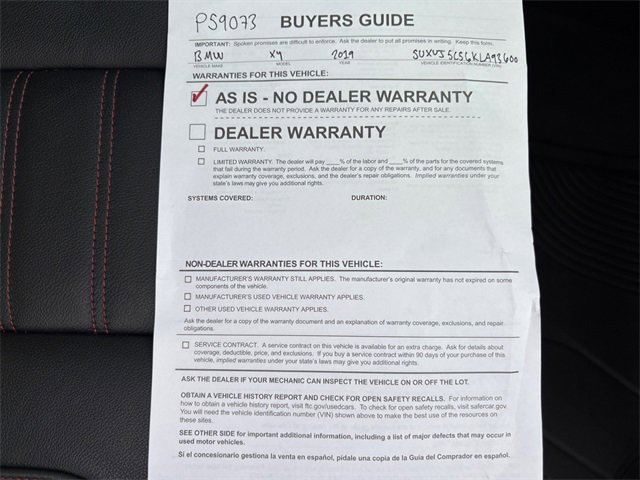 PS9073 BUYERS GUIDE
IMPORTANT: Spoken promises are difficult to enforce. Ask the dealer to put all promises in writing. Keep this form.
BMW X4 2019 5UXVJ5C56KLA93600
VEHICLE MAKE MODEL YEAR VEHICLE IDENTIFICATION NUMBER (VIN)
WARRANTIES FOR THIS VEHICLE:
AS IS - NO DEALER WARRANTY
THE DEALER DOES NOT PROVIDE A WARRANTY FOR ANY REPAIRS AFTER SALE.
DEALER WARRANTY
FULL WARRANTY.
LIMITED WARRANTY. The dealer will pay ____% of the labor and ____% of the parts for the covered systems
that fail during the warranty period. Ask the dealer for a copy of the warranty, and for any documents that
explain warranty coverage, exclusions, and the dealer's repair obligations. Implied warranties under your
state's laws may give you additional rights.
SYSTEMS COVERED: DURATION:
NON-DEALER WARRANTIES FOR THIS VEHICLE:
MANUFACTURER'S WARRANTY STILL APPLIES. The manufacturer's original warranty has not expired on some
components of the vehicle.
MANUFACTURER'S USED VEHICLE WARRANTY APPLIES.
OTHER USED VEHICLE WARRANTY APPLIES.
Ask the dealer for a copy of the warranty document and an explanation of warranty coverage, exclusions, and repair
obligations.
SERVICE CONTRACT. A service contract on this vehicle is available for an extra charge. Ask for details about
coverage, deductible, price, and exclusions. If you buy a service contract within 90 days of your purchase of this
vehicle, implied warranties under your state's laws may give you additional rights.
ASK THE DEALER IF YOUR MECHANIC CAN INSPECT THE VEHICLE ON OR OFF THE LOT.
OBTAIN A VEHICLE HISTORY REPORT AND CHECK FOR OPEN SAFETY RECALLS. For information on
how to obtain a vehicle history report, visit ftc.gov/usedcars. To check for open safety recalls, visit safercar.gov.
You will need the vehicle identification number (VIN) shown above to make the best use of the resources on
these sites.
SEE OTHER SIDE for important additional information, including a list of major defects that may occur in
used motor vehicles.
Si el concesionario gestiona la venta en español, pídale una copia de la Guía del Comprador en español.